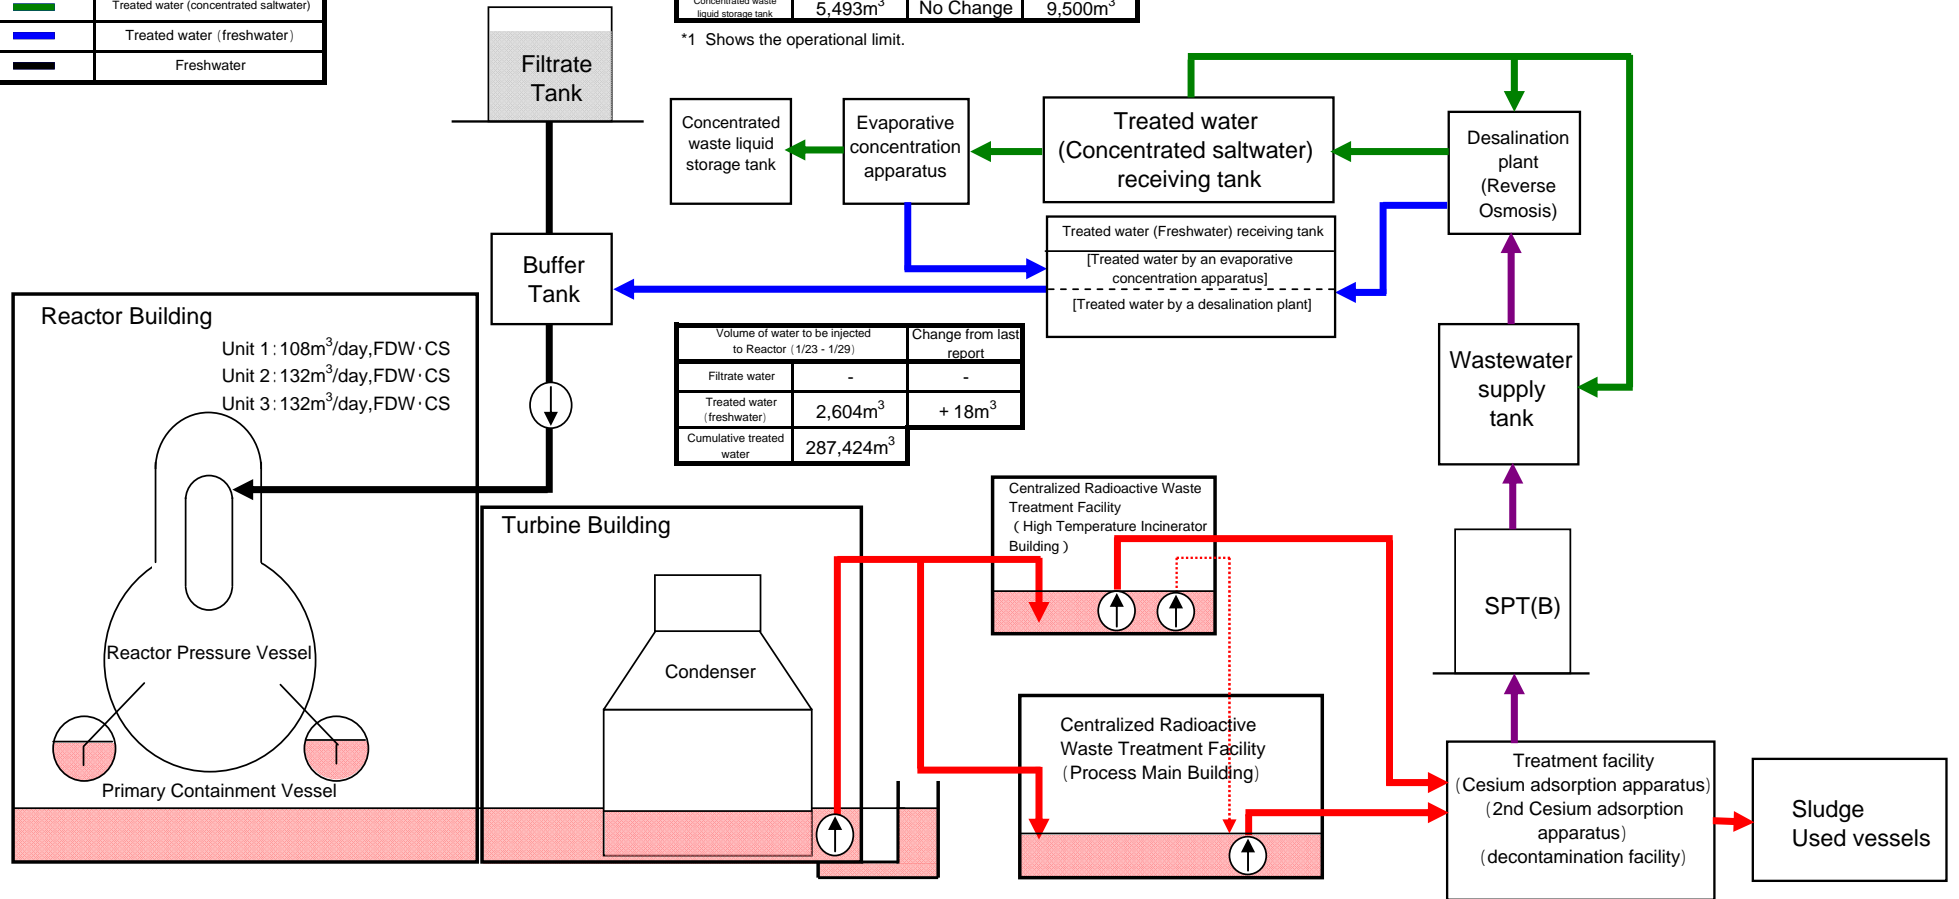 Treated water (concentrated saltwater)
Treated water (freshwater)
Freshwater
Concentrated waste
liquid storage tank
5,493m³
No Change
9,500m³
*1 Shows the operational limit.
Filtrate
Tank
Concentrated
waste liquid
storage tank
Evaporative
concentration
apparatus
Treated water
(Concentrated saltwater)
receiving tank
Desalination
plant
(Reverse
Osmosis)
Treated water (Freshwater) receiving tank
[Treated water by an evaporative
concentration apparatus]
[Treated water by a desalination plant]
Buffer
Tank
Reactor Building
Unit 1:108m³/day,FDW·CS
Unit 2:132m³/day,FDW·CS
Unit 3:132m³/day,FDW·CS
Volume of water to be injected
to Reactor (1/23 - 1/29)
Change from last
report
Filtrate water
-
-
Treated water
(freshwater)
2,604m³
+ 18m³
Cumulative treated
water
287,424m³
Wastewater
supply
tank
Centralized Radioactive Waste
Treatment Facility
( High Temperature Incinerator
Building )
Turbine Building
SPT(B)
Reactor Pressure Vessel
Condenser
Primary Containment Vessel
Centralized Radioactive
Waste Treatment Facility
(Process Main Building)
Treatment facility
(Cesium adsorption apparatus)
(2nd Cesium adsorption
apparatus)
(decontamination facility)
Sludge
Used vessels